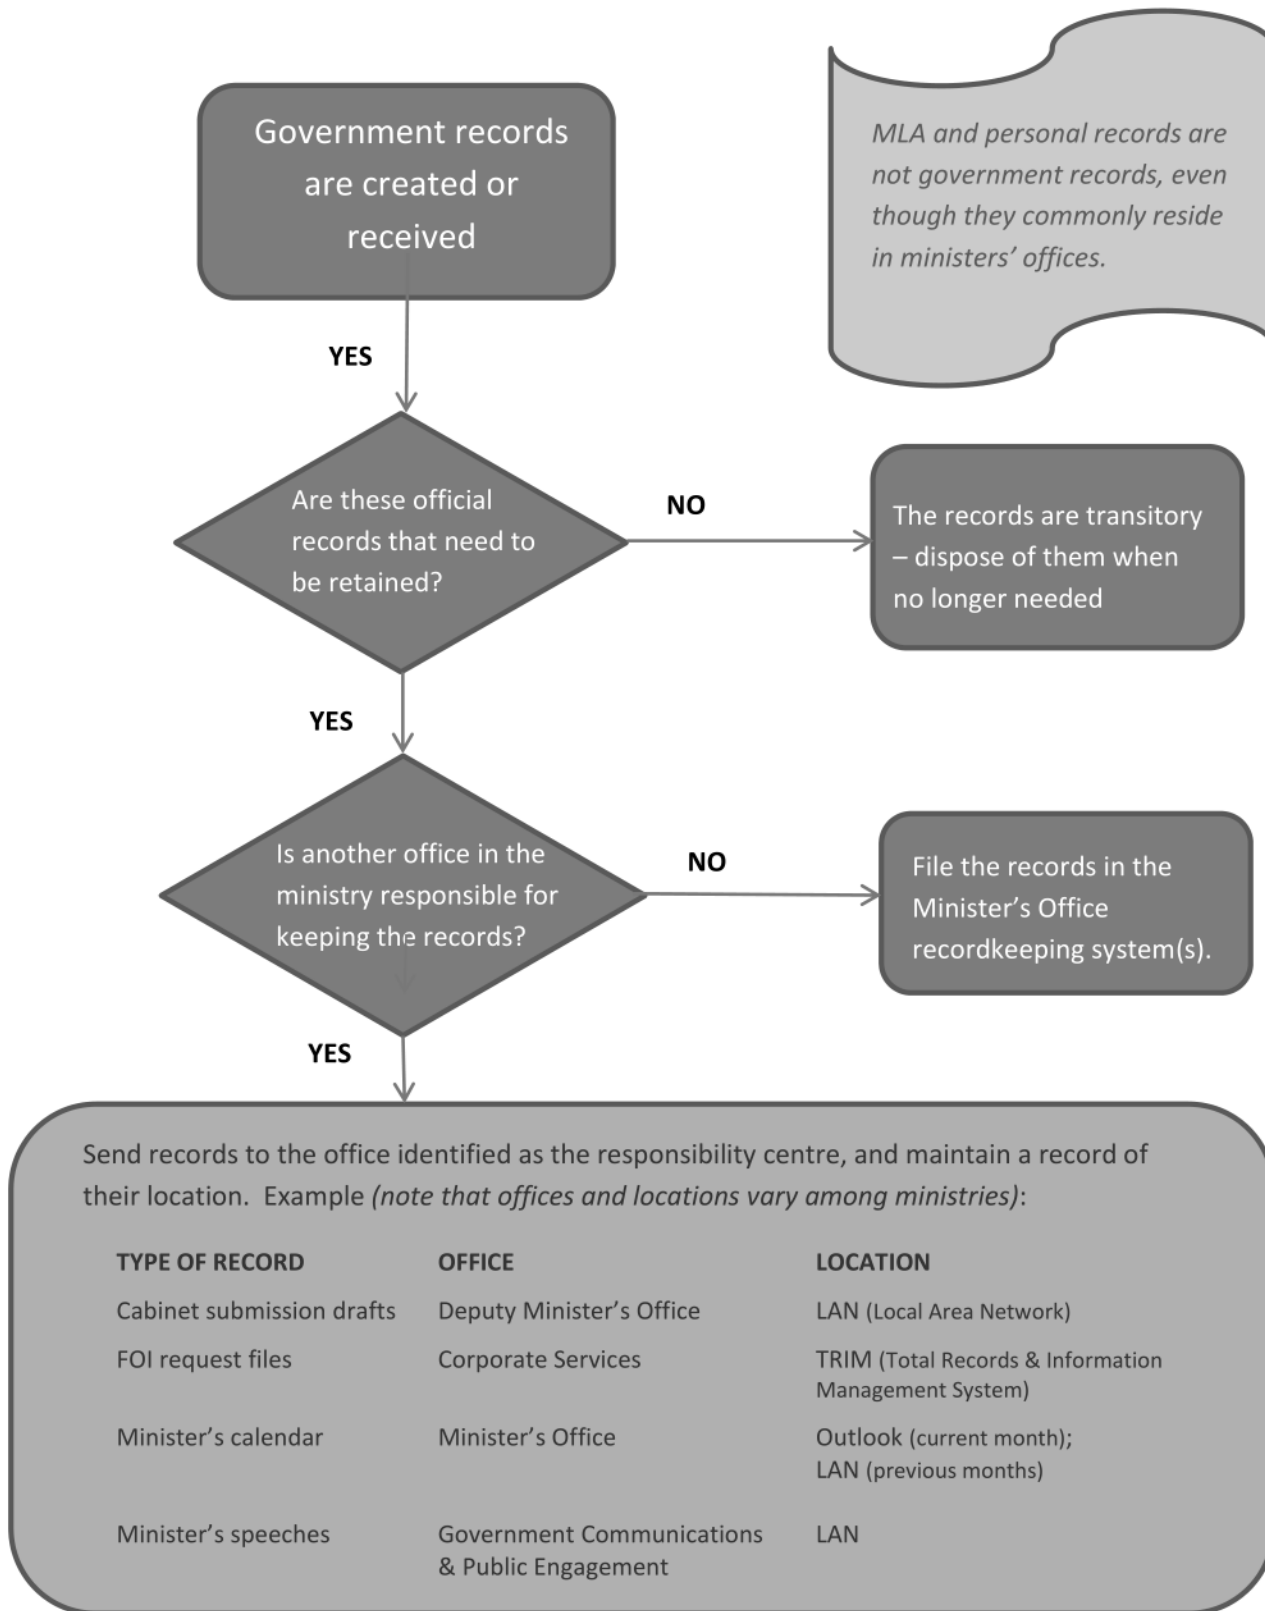 Government records
are created or
received
MLA and personal records are
not government records, even
though they commonly reside
in ministers’ offices.
YES
Are these official
records that need to
be retained?
NO
The records are transitory
– dispose of them when
no longer needed
YES
Is another office in the
ministry responsible for
keeping the records?
NO
File the records in the
Minister’s Office
recordkeeping system(s).
YES
Send records to the office identified as the responsibility centre, and maintain a record of
their location.  Example (note that offices and locations vary among ministries):
TYPE OF RECORD OFFICE LOCATION
Cabinet submission drafts Deputy Minister’s Office LAN (Local Area Network)
FOI request files Corporate Services TRIM (Total Records & Information
Management System)
Minister’s calendar Minister’s Office Outlook (current month);
LAN (previous months)
Minister’s speeches Government Communications LAN
& Public Engagement